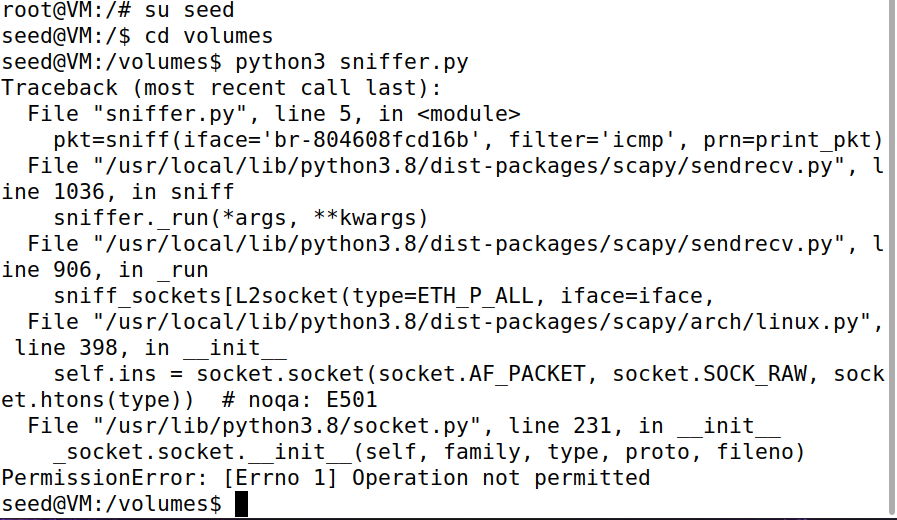 root@VM:/# su seed
seed@VM:/$ cd volumes
seed@VM:/volumes$ python3 sniffer.py
Traceback (most recent call last):
  File "sniffer.py", line 5, in <module>
    pkt=sniff(iface='br-804608fcd16b', filter='icmp', prn=print_pkt)
  File "/usr/local/lib/python3.8/dist-packages/scapy/sendrecv.py", l
ine 1036, in sniff
    sniffer._run(*args, **kwargs)
  File "/usr/local/lib/python3.8/dist-packages/scapy/sendrecv.py", l
ine 906, in _run
    sniff_sockets[L2socket(type=ETH_P_ALL, iface=iface,
  File "/usr/local/lib/python3.8/dist-packages/scapy/arch/linux.py",
 line 398, in __init__
    self.ins = socket.socket(socket.AF_PACKET, socket.SOCK_RAW, sock
et.htons(type))  # noqa: E501
  File "/usr/lib/python3.8/socket.py", line 231, in __init__
    _socket.socket.__init__(self, family, type, proto, fileno)
PermissionError: [Errno 1] Operation not permitted
seed@VM:/volumes$